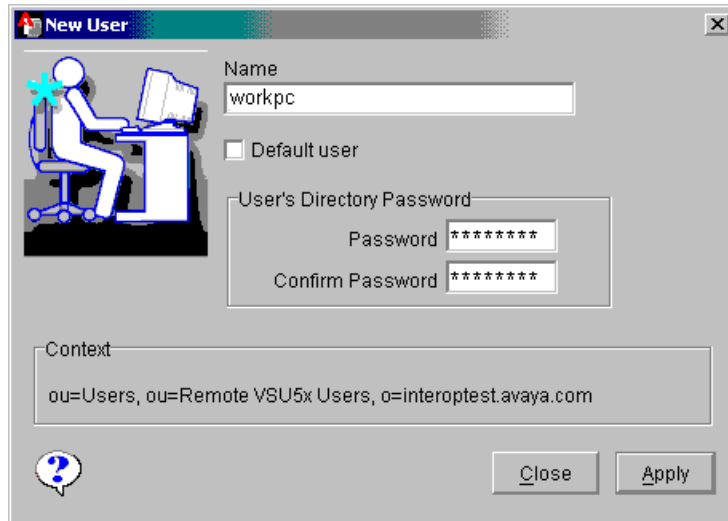 New User
Name
workpc
Default user
User's Directory Password
Password ********
Confirm Password ********
Context
ou=Users, ou=Remote VSU5x Users, o=interoptest.avaya.com
?
Close Apply